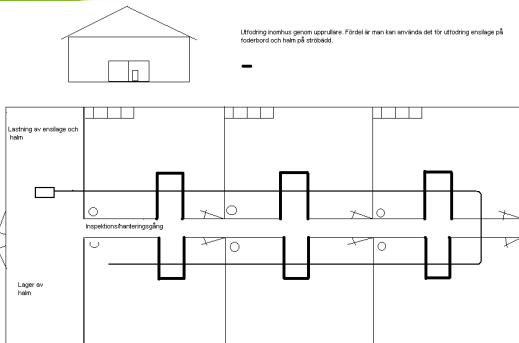 Utfodring inomhus genom upprullare. Fördel är man kan använda det för utfodring ensilage på
foderbord och halm på ströbädd.
Lastning av ensilage och
halm
Inspektions/hanteringsgång
Lager av
halm